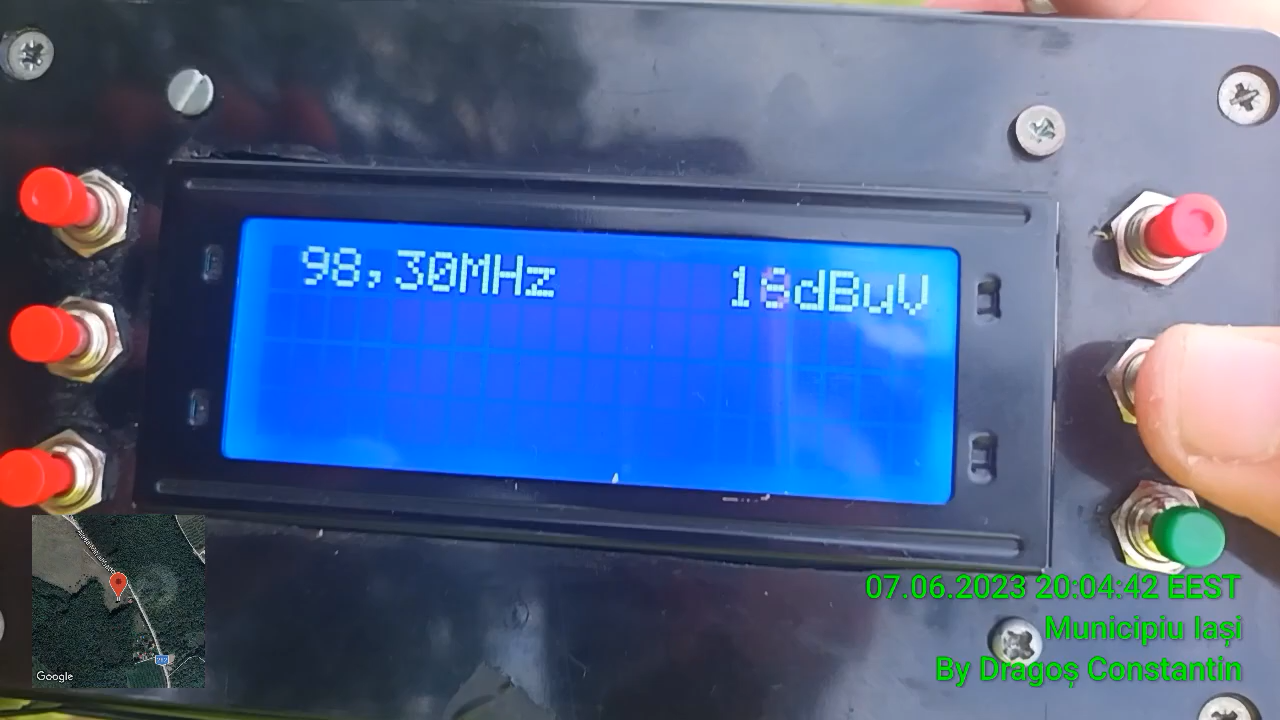 98,30MHz 18dBuV
07.06.2023 20:04:42 EEST
Municipiu Iași
By Dragoș Constantin
Google